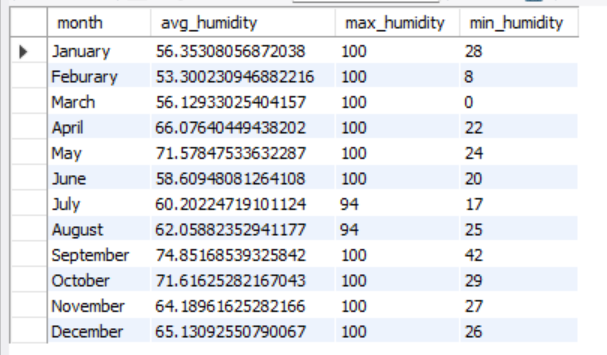 month avg_humidity max_humidity min_humidity
January 56.35308056872038 100 28
Feburary 53.300230946882216 100 8
March 56.12933025404157 100 0
April 66.07640449438202 100 22
May 71.57847533632287 100 24
June 58.60948081264108 100 20
July 60.20224719101124 94 17
August 62.05882352941177 94 25
September 74.85168539325842 100 42
October 71.61625282167043 100 29
November 64.18961625282166 100 27
December 65.13092550790067 100 26